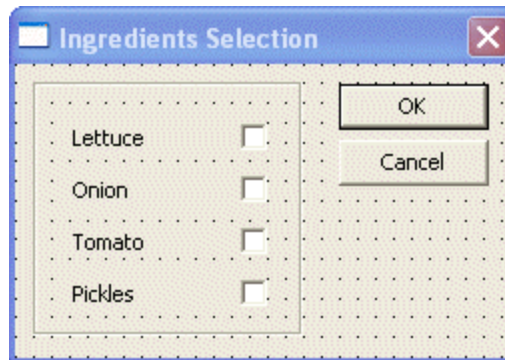 Ingredients Selection
Lettuce
Onion
Tomato
Pickles
OK
Cancel